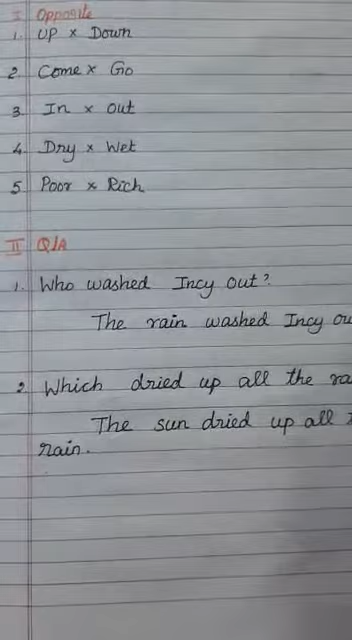 I Opposite
1. Up × Down
2. Come × Go
3. In × out
4. Dry × Wet
5. Poor × Rich
II Q/A
1. Who washed Incy out?
The rain washed Incy
2. Which dried up all the
The sun dried up all
rain.